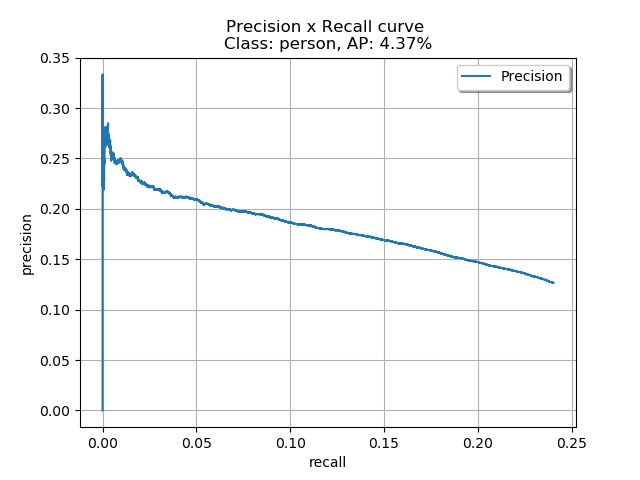 Precision x Recall curve
Class: person, AP: 4.37%
Precision
0.35
0.30
0.25
0.20
0.15
0.10
0.05
0.00
precision
0.00 0.05 0.10 0.15 0.20 0.25
recall